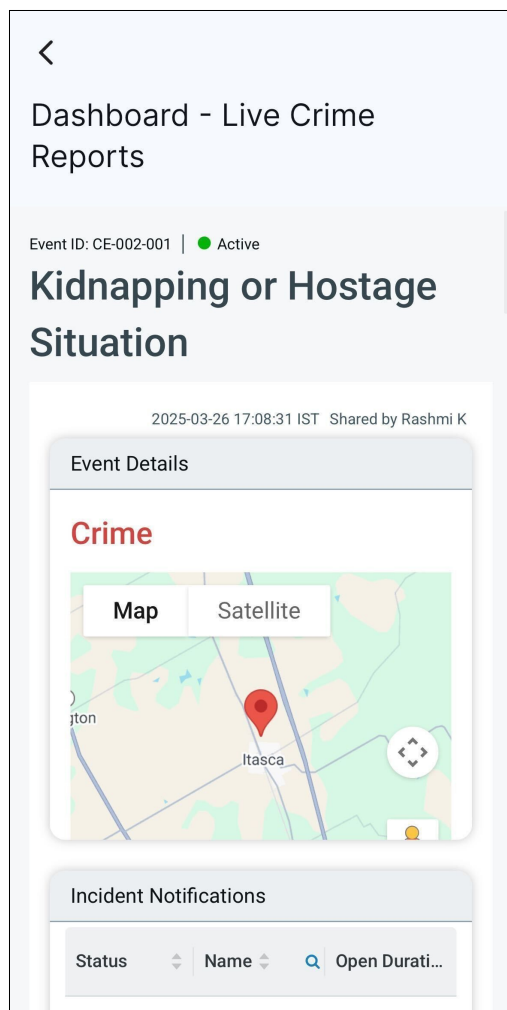 Dashboard - Live Crime
Reports
Event ID: CE-002-001 | Active
Kidnapping or Hostage
Situation
2025-03-26 17:08:31 IST Shared by Rashmi K
Event Details
Crime
Map Satellite
gton
Itasca
Incident Notifications
Status Name Open Durati...